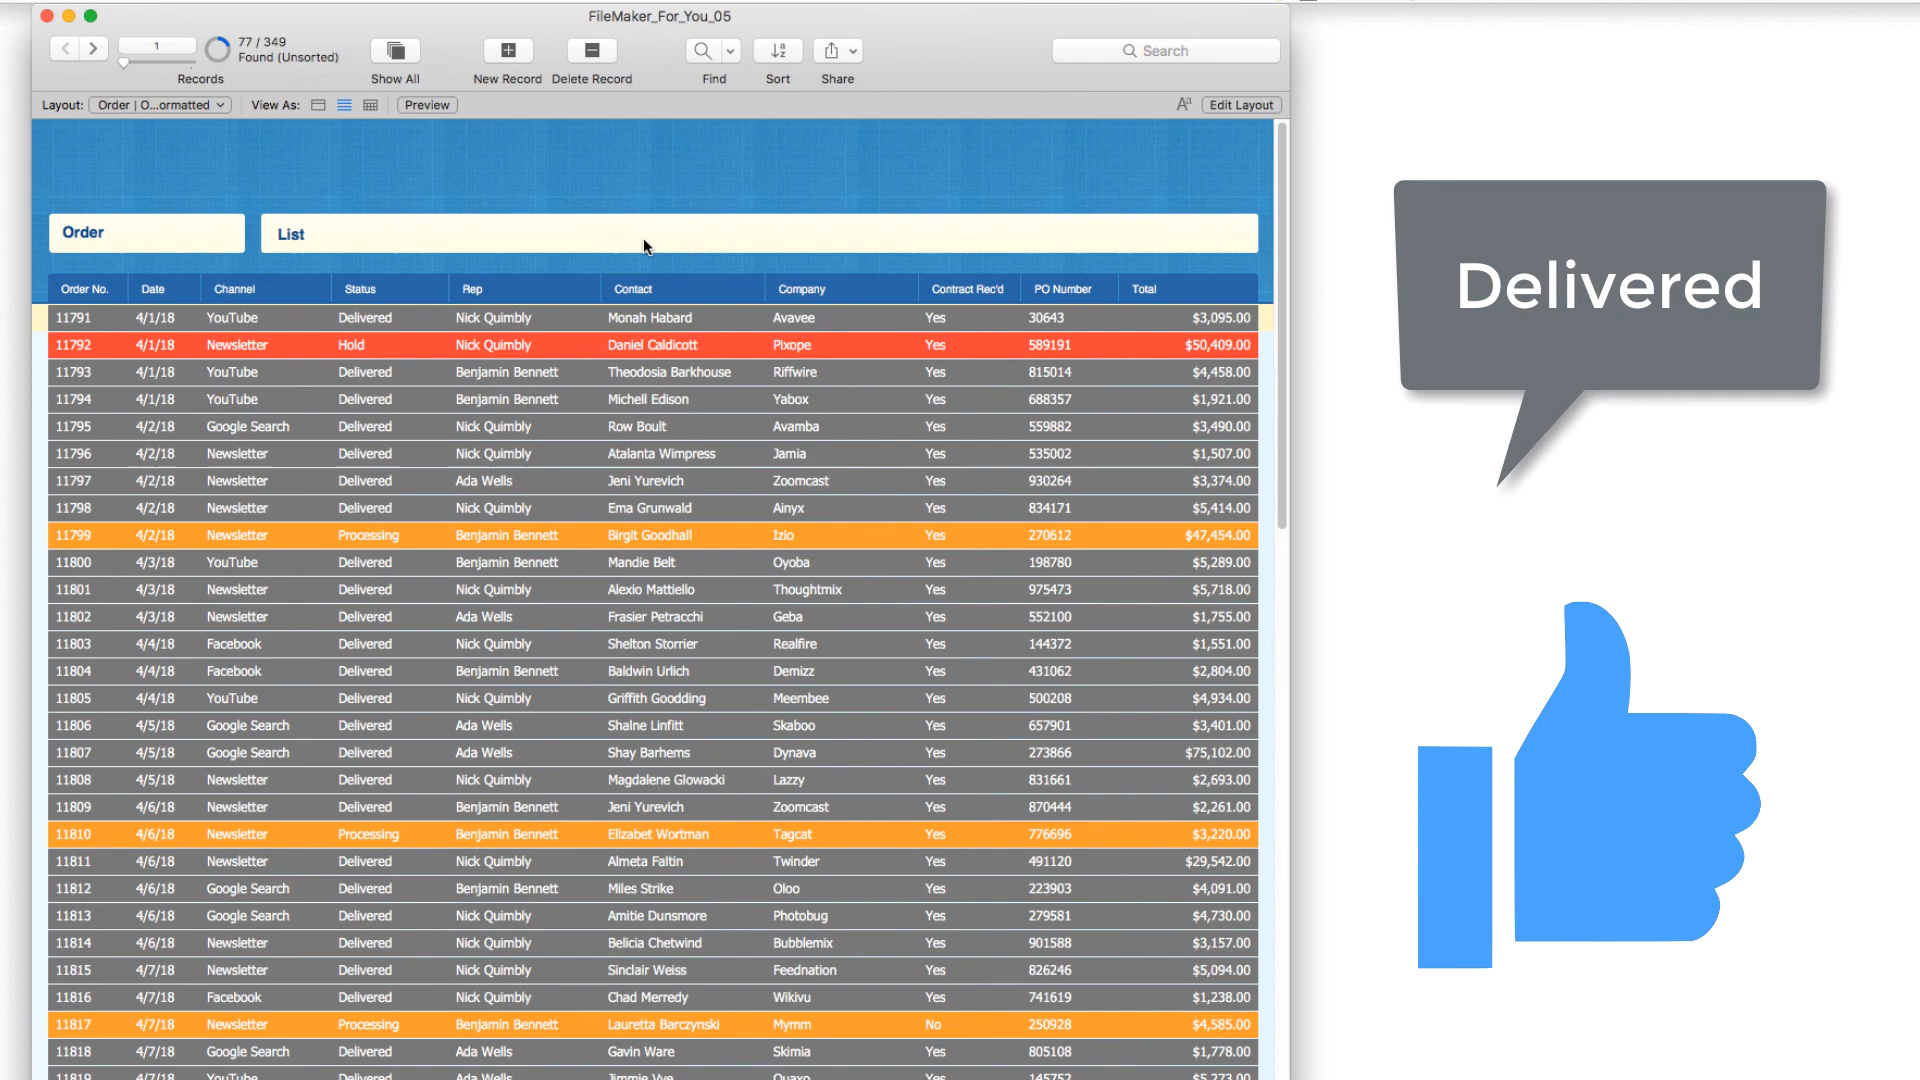 FileMaker_For_You_05
1
77 / 349
Found (Unsorted)
Search
Records
Show All
New Record
Delete Record
Find
Sort
Share
Layout: Order | O...ormatted View As: Preview Aa Edit Layout
Order
List
Order No. Date Channel Status Rep Contact Company Contract Rec'd PO Number Total
11791 4/1/18 YouTube Delivered Nick Quimbly Monah Habard Avavee Yes 30643 $3,095.00
11792 4/1/18 Newsletter Hold Nick Quimbly Daniel Caldicott Pixope Yes 589191 $50,409.00
11793 4/1/18 YouTube Delivered Benjamin Bennett Theodosia Barkhouse Riffwire Yes 815014 $4,458.00
11794 4/1/18 YouTube Delivered Benjamin Bennett Michell Edison Yabox Yes 688357 $1,921.00
11795 4/2/18 Google Search Delivered Nick Quimbly Row Boult Avamba Yes 559882 $3,490.00
11796 4/2/18 Newsletter Delivered Nick Quimbly Atalanta Wimpress Jamia Yes 535002 $1,507.00
11797 4/2/18 Newsletter Delivered Ada Wells Jeni Yurevich Zoomcast Yes 930264 $3,374.00
11798 4/2/18 Newsletter Delivered Nick Quimbly Ema Grunwald Ainyx Yes 834171 $5,414.00
11799 4/2/18 Newsletter Processing Benjamin Bennett Birgit Goodhall Izio Yes 270612 $47,454.00
11800 4/3/18 YouTube Delivered Benjamin Bennett Mandie Belt Oyoba Yes 198780 $5,289.00
11801 4/3/18 Newsletter Delivered Nick Quimbly Alexio Mattiello Thoughtmix Yes 975473 $5,718.00
11802 4/3/18 Newsletter Delivered Ada Wells Frasier Petracchi Geba Yes 552100 $1,755.00
11803 4/4/18 Facebook Delivered Nick Quimbly Shelton Storrier Realfire Yes 144372 $1,551.00
11804 4/4/18 Facebook Delivered Benjamin Bennett Baldwin Urlich Demizz Yes 431062 $2,804.00
11805 4/4/18 YouTube Delivered Nick Quimbly Griffith Goodding Meembee Yes 500208 $4,934.00
11806 4/5/18 Google Search Delivered Ada Wells Shalne Linfitt Skaboo Yes 657901 $3,401.00
11807 4/5/18 Google Search Delivered Ada Wells Shay Barhems Dynava Yes 273866 $75,102.00
11808 4/5/18 Newsletter Delivered Nick Quimbly Magdalene Glowacki Lazzy Yes 831661 $2,693.00
11809 4/6/18 Newsletter Delivered Benjamin Bennett Jeni Yurevich Zoomcast Yes 870444 $2,261.00
11810 4/6/18 Newsletter Processing Benjamin Bennett Elizabet Wortman Tagcat Yes 776696 $3,220.00
11811 4/6/18 Newsletter Delivered Nick Quimbly Almeta Faltin Twinder Yes 491120 $29,542.00
11812 4/6/18 Google Search Delivered Benjamin Bennett Miles Strike Oloo Yes 223903 $4,091.00
11813 4/6/18 Google Search Delivered Nick Quimbly Amitie Dunsmore Photobug Yes 279581 $4,730.00
11814 4/6/18 Newsletter Delivered Nick Quimbly Belicia Chetwind Bubblemix Yes 901588 $3,157.00
11815 4/7/18 Newsletter Delivered Nick Quimbly Sinclair Weiss Feednation Yes 826246 $5,094.00
11816 4/7/18 Facebook Delivered Nick Quimbly Chad Merredy Wikivu Yes 741619 $1,238.00
11817 4/7/18 Newsletter Processing Benjamin Bennett Lauretta Barczynski Mymm No 250928 $4,585.00
11818 4/7/18 Google Search Delivered Ada Wells Gavin Ware Skimia Yes 805108 $1,778.00
11819 4/7/18 YouTube Delivered Ada Wells Jimmie Vye Quaxo Yes 145752 $5,273.00
Delivered